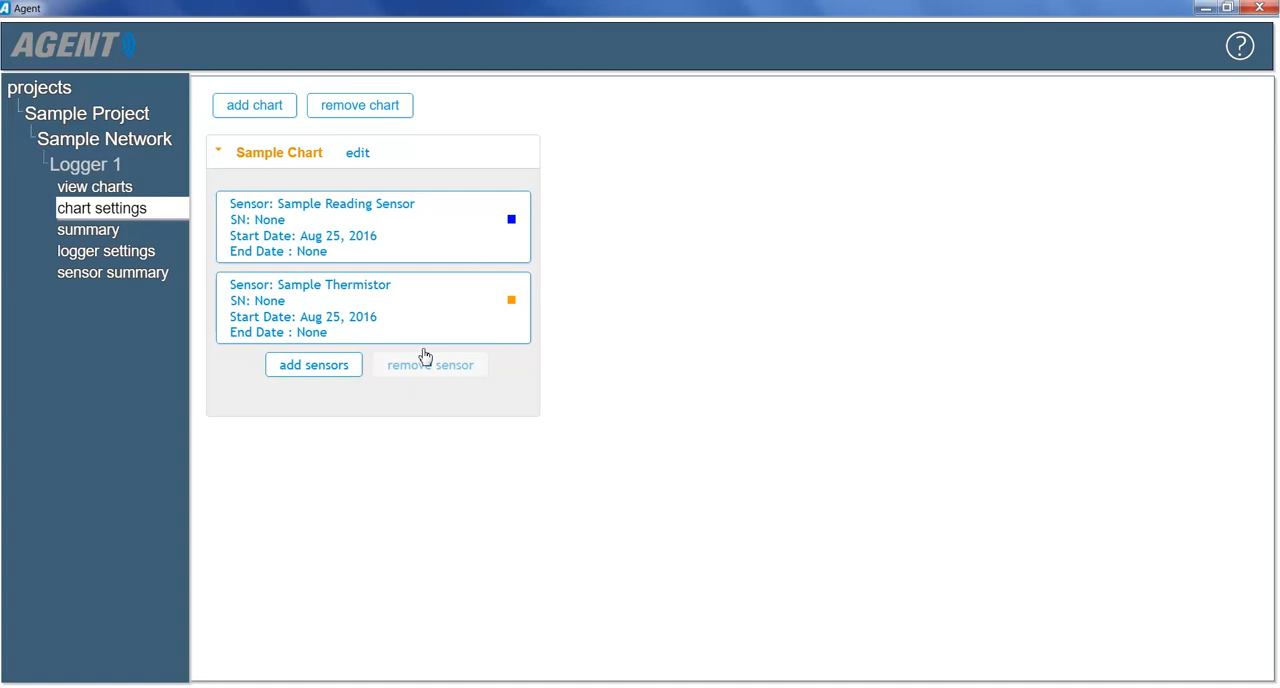 Agent
AGENT
?
projects
Sample Project
Sample Network
Logger 1
view charts
chart settings
summary
logger settings
sensor summary
add chart remove chart
Sample Chart edit
Sensor: Sample Reading Sensor
SN: None
Start Date: Aug 25, 2016
End Date : None
Sensor: Sample Thermistor
SN: None
Start Date: Aug 25, 2016
End Date : None
add sensors remove sensor